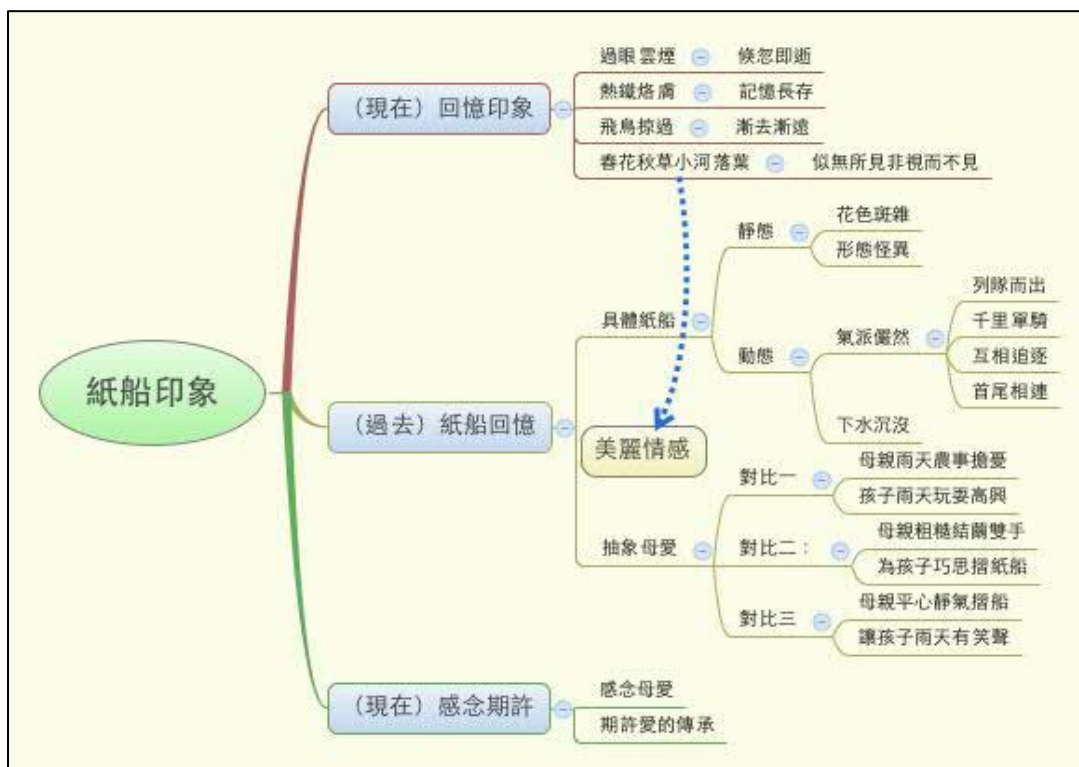 紙船印象
（現在）回憶印象
過眼雲煙
倏忽即逝
熱鐵烙膚
記憶長存
飛鳥掠過
漸去漸遠
春花秋草小河落葉
似無所見非視而不見
（過去）紙船回憶
具體紙船
靜態
花色斑雜
形態怪異
動態
氣派儼然
列隊而出
千里單騎
互相追逐
首尾相連
下水沉沒
美麗情感
抽象母愛
對比一
母親雨天農事擔憂
孩子雨天玩耍高興
對比二：
母親粗糙結繭雙手
為孩子巧思摺紙船
對比三
母親平心靜氣摺船
讓孩子雨天有笑聲
（現在）感念期許
感念母愛
期許愛的傳承